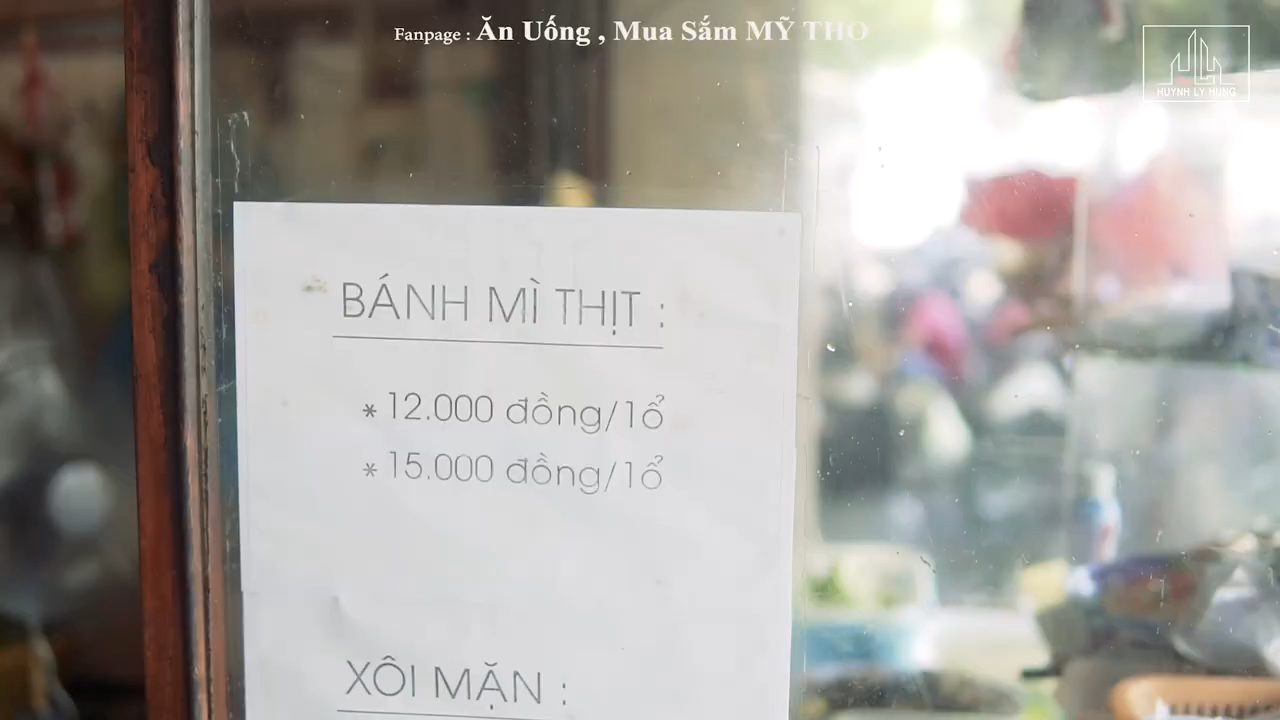 Fanpage : Ăn Uống , Mua Sắm MỸ THO
HUYNH LY HUNG
BÁNH MÌ THỊT :
* 12.000 đồng/1ổ
* 15.000 đồng/1ổ
XÔI MẶN :